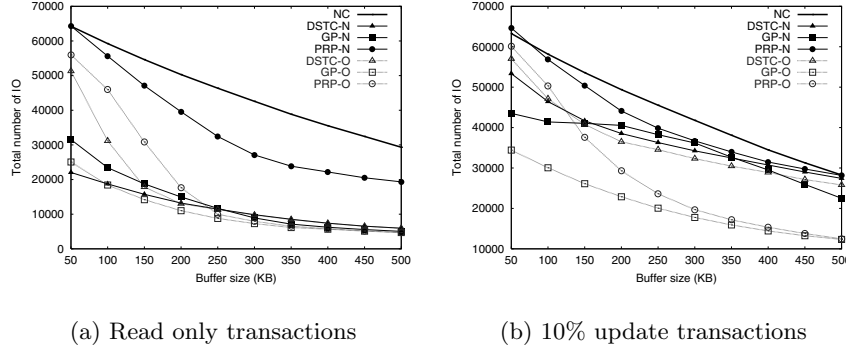 70000
60000
50000
40000
30000
20000
10000
0
Total number of IO
50 100 150 200 250 300 350 400 450 500
Buffer size (KB)
NC
DSTC-N
GP-N
PRP-N
DSTC-O
GP-O
PRP-O
(a) Read only transactions
70000
60000
50000
40000
30000
20000
10000
Total number of IO
50 100 150 200 250 300 350 400 450 500
Buffer size (KB)
NC
DSTC-N
GP-N
PRP-N
DSTC-O
GP-O
PRP-O
(b) 10% update transactions